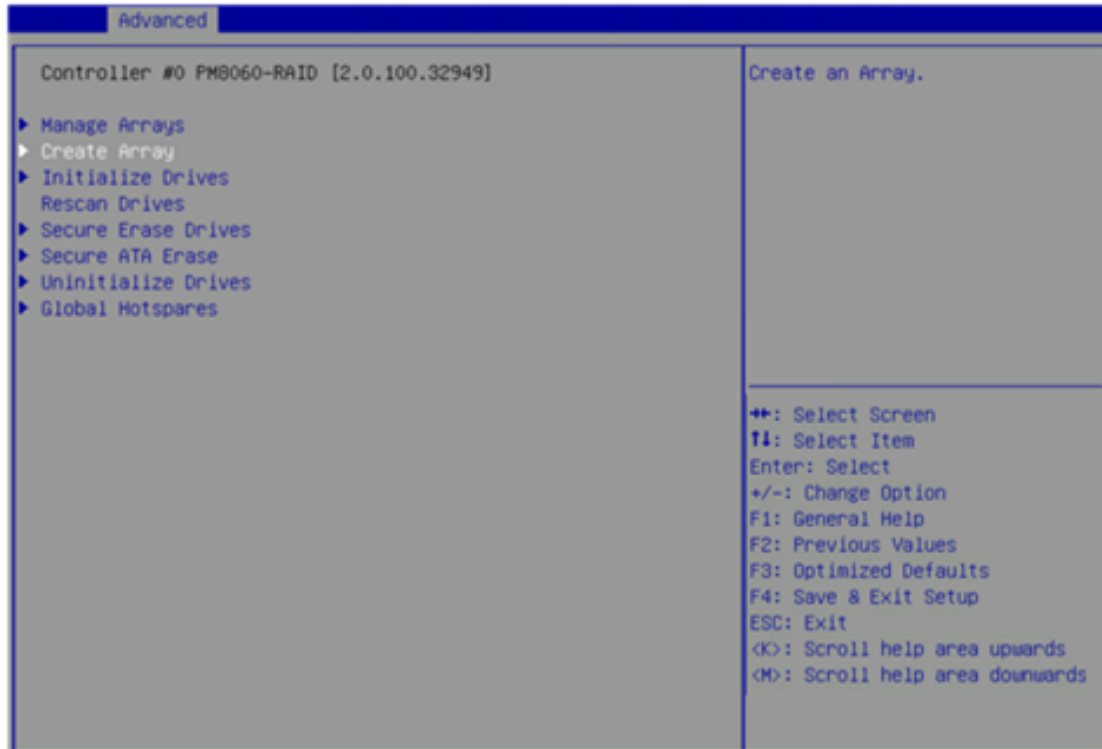 Advanced
Controller #0 PM8060-RAID [2.0.100.32949]
Manage Arrays
Create Array
Initialize Drives
Rescan Drives
Secure Erase Drives
Secure ATA Erase
Uninitialize Drives
Global Hotspares
Create an Array.
↔: Select Screen
↑↓: Select Item
Enter: Select
+/-: Change Option
F1: General Help
F2: Previous Values
F3: Optimized Defaults
F4: Save & Exit Setup
ESC: Exit
<K>: Scroll help area upwards
<M>: Scroll help area downwards